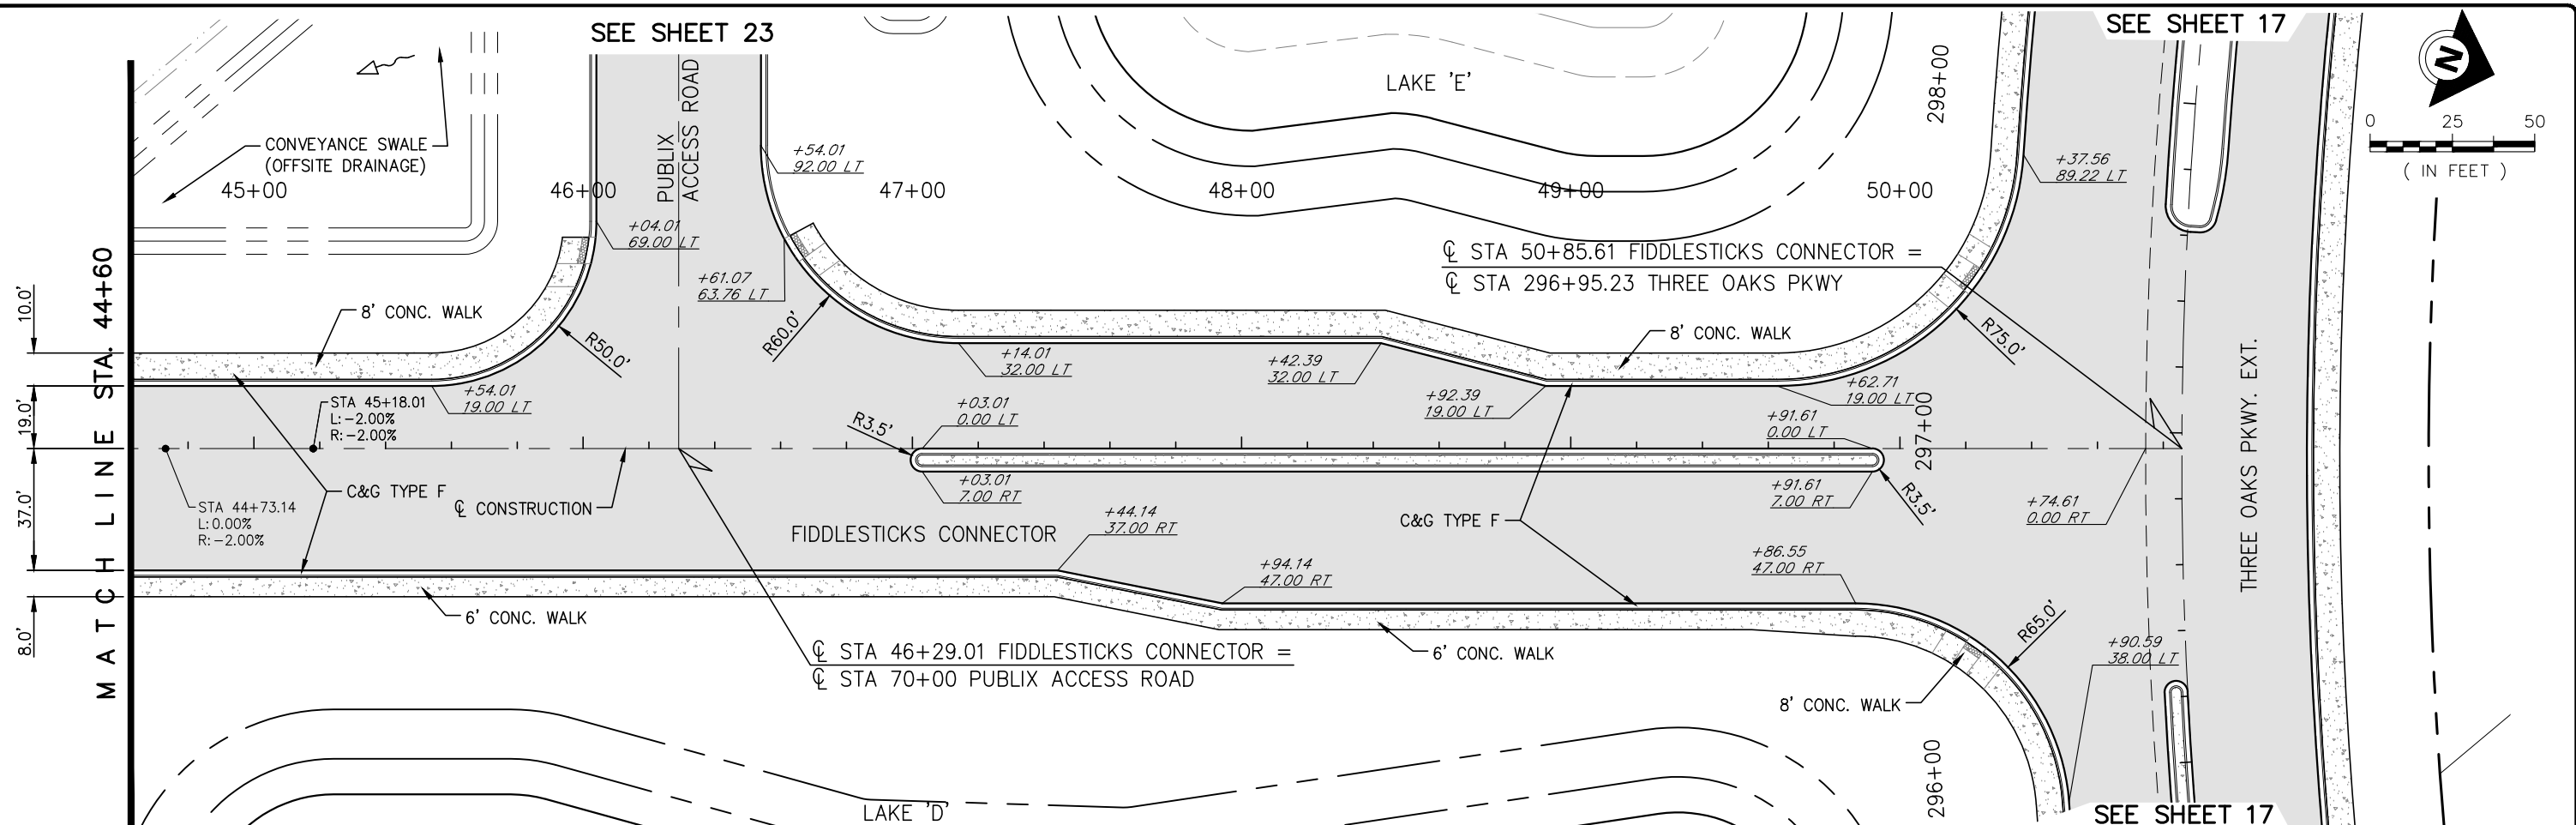 SEE SHEET 23
SEE SHEET 17
N
0 25 50
( IN FEET )
LAKE 'E'
298+00
PUBLIX
ACCESS ROAD
CONVEYANCE SWALE
(OFFSITE DRAINAGE)
+54.01
92.00 LT
+37.56
89.22 LT
45+00
46+00
47+00
48+00
49+00
50+00
+04.01
69.00 LT
+61.07
63.76 LT
℄ STA 50+85.61 FIDDLESTICKS CONNECTOR =
℄ STA 296+95.23 THREE OAKS PKWY
MATCH LINE STA. 44+60
10.0'
19.0'
37.0'
8.0'
8' CONC. WALK
R50.0'
R60.0'
+14.01
32.00 LT
+42.39
32.00 LT
8' CONC. WALK
R75.0'
+54.01
19.00 LT
STA 45+18.01
L:-2.00%
R:-2.00%
+92.39
19.00 LT
+62.71
19.00 LT
297+00
R3.5'
+03.01
0.00 LT
+91.61
0.00 LT
STA 44+73.14
L:0.00%
R:-2.00%
C&G TYPE F
℄ CONSTRUCTION
+03.01
7.00 RT
+91.61
7.00 RT
R3.5'
+74.61
0.00 RT
THREE OAKS PKWY. EXT.
FIDDLESTICKS CONNECTOR
+44.14
37.00 RT
C&G TYPE F
+94.14
47.00 RT
+86.55
47.00 RT
6' CONC. WALK
R65.0'
℄ STA 46+29.01 FIDDLESTICKS CONNECTOR =
℄ STA 70+00 PUBLIX ACCESS ROAD
6' CONC. WALK
+90.59
38.00 LT
8' CONC. WALK
296+00
LAKE 'D'
SEE SHEET 17